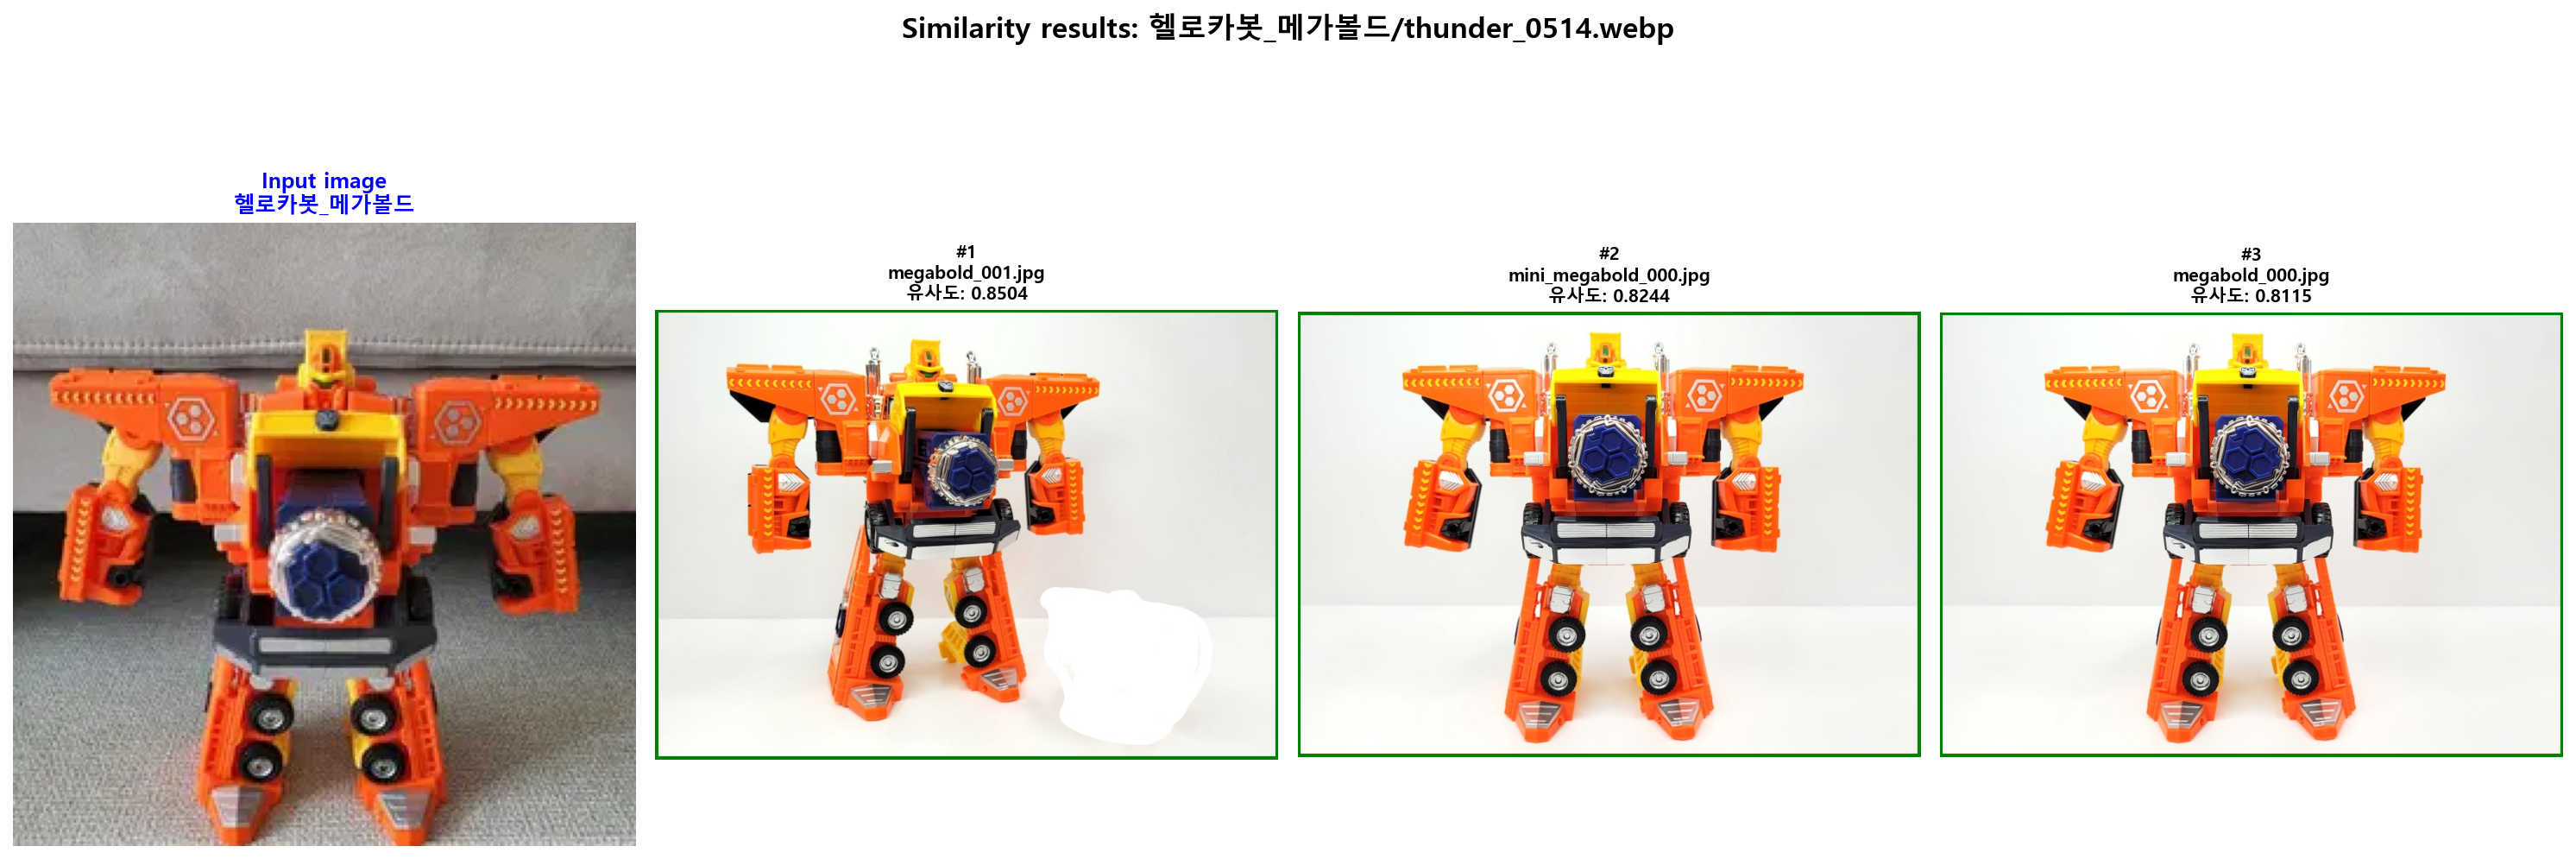 Similarity results: 헬로카봇_메가볼드/thunder_0514.webp
Input image
헬로카봇_메가볼드
#1
megabold_001.jpg
유사도: 0.8504
#2
mini_megabold_000.jpg
유사도: 0.8244
#3
megabold_000.jpg
유사도: 0.8115